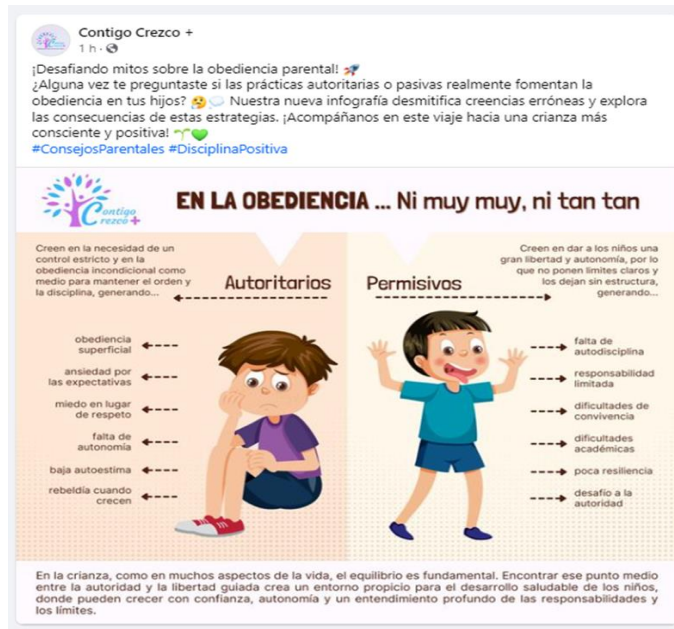 Contigo Crezco +
1 h ·
¡Desafiando mitos sobre la obediencia parental! 🚀
¿Alguna vez te preguntaste si las prácticas autoritarias o pasivas realmente fomentan la
obediencia en tus hijos? 🤔💭 Nuestra nueva infografía desmitifica creencias erróneas y explora
las consecuencias de estas estrategias. ¡Acompáñanos en este viaje hacia una crianza más
consciente y positiva! 🌱💚
#ConsejosParentales #DisciplinaPositiva
Contigo
Crezco +
EN LA OBEDIENCIA ... Ni muy muy, ni tan tan
Creen en la necesidad de un
control estricto y en la
obediencia incondicional como
medio para mantener el orden y
la disciplina, generando...
Autoritarios
obediencia
superficial
ansiedad por
las expectativas
miedo en lugar
de respeto
falta de
autonomía
baja autoestima
rebeldía cuando
crecen
Permisivos
Creen en dar a los niños una
gran libertad y autonomía, por lo
que no ponen limites claros y
los dejan sin estructura,
generando...
falta de
autodisciplina
responsabilidad
limitada
dificultades de
convivencia
dificultades
académicas
poca resiliencia
desafío a la
autoridad
En la crianza, como en muchos aspectos de la vida, el equilibrio es fundamental. Encontrar ese punto medio
entre la autoridad y la libertad guiada crea un entorno propicio para el desarrollo saludable de los niños,
donde pueden crecer con confianza, autonomía y un entendimiento profundo de las responsabilidades y
los límites.